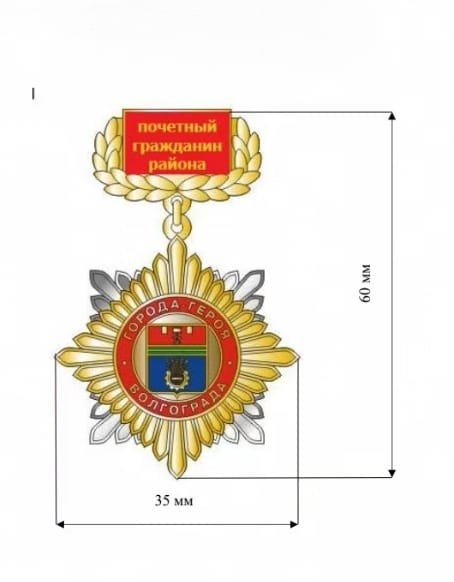 почетный
гражданин
района
ГОРОДА-ГЕРОЯ
ВОЛГОГРАДА
60 мм
35 мм